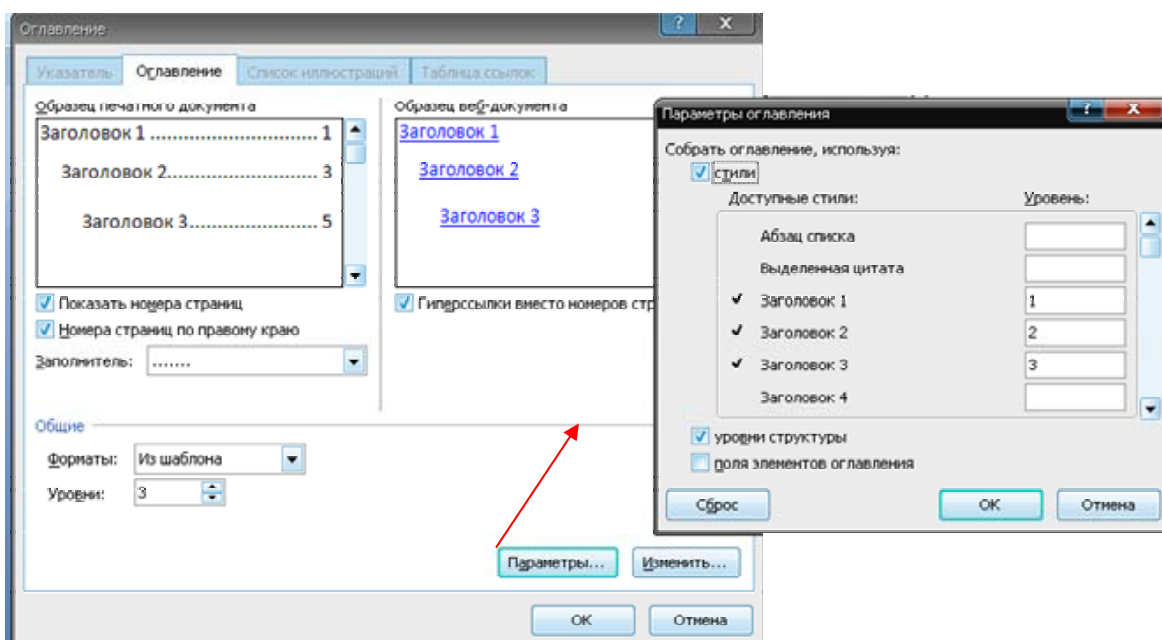 Оглавление
Указатель
Оглавление
Список иллюстраций
Таблица ссылок
Образец печатного документа
Заголовок 1 ............................. 1
Заголовок 2.......................... 3
Заголовок 3...................... 5
Образец веб-документа
Заголовок 1
Заголовок 2
Заголовок 3
Показать номера страниц
Номера страниц по правому краю
Заполнитель: .......
Гиперссылки вместо номеров стр
Общие
Форматы: Из шаблона
Уровни: 3
Параметры...
Изменить...
ОК
Отмена
Параметры оглавления
Собрать оглавление, используя:
стили
Доступные стили: Уровень:
Абзац списка
Выделенная цитата
Заголовок 1 1
Заголовок 2 2
Заголовок 3 3
Заголовок 4
уровни структуры
поля элементов оглавления
Сброс
ОК
Отмена